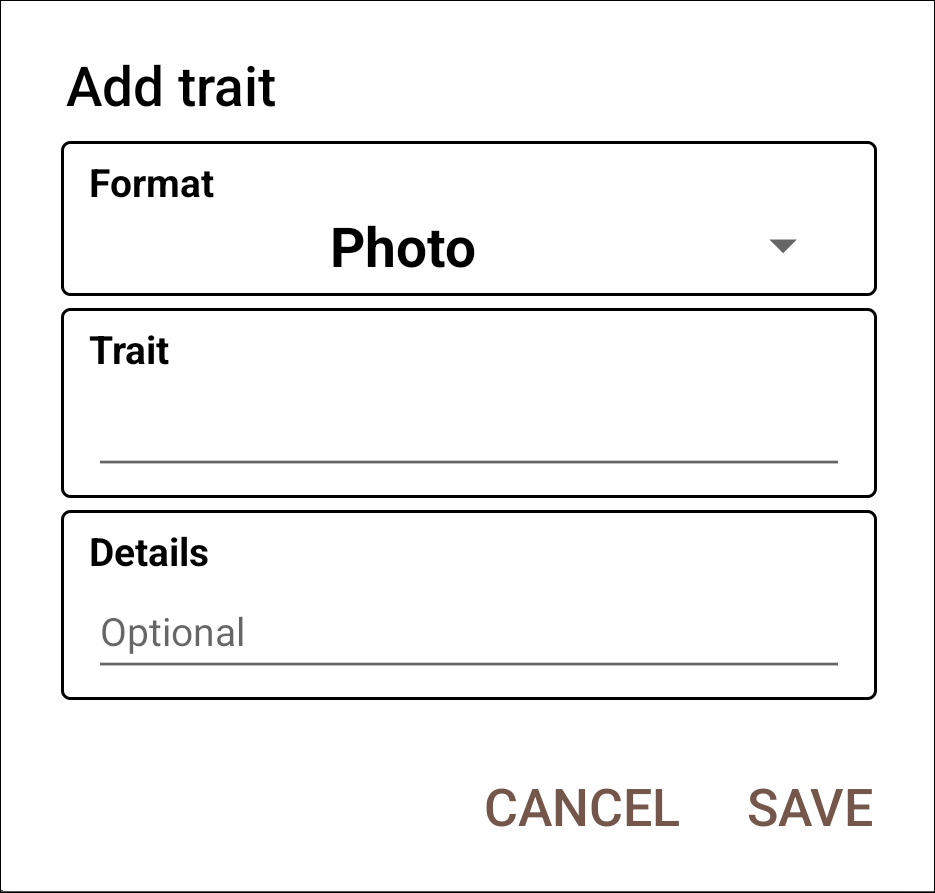 Add trait
Format
Photo
Trait
Details
Optional
CANCEL SAVE